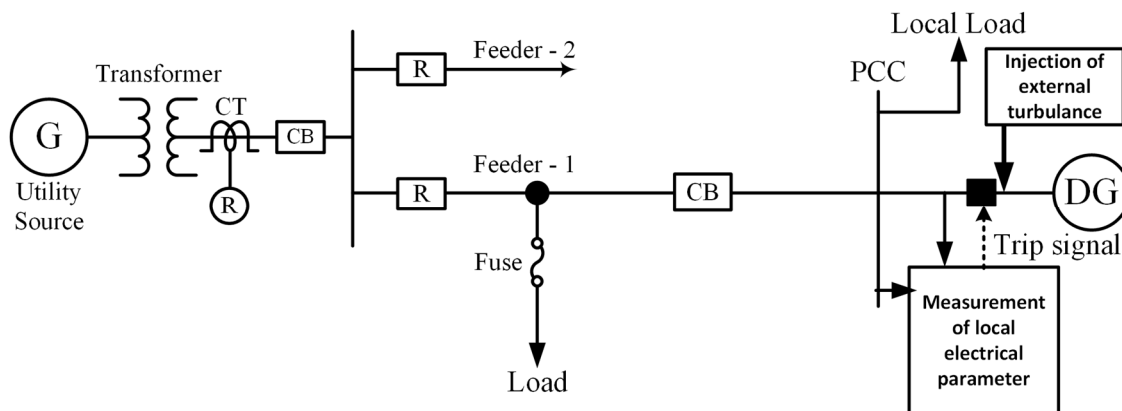 G
Utility
Source
Transformer
CT
R
CB
R
Feeder - 2
R
Feeder - 1
Fuse
Load
CB
PCC
Local Load
Injection of
external
turbulance
DG
Trip signal
Measurement
of local
electrical
parameter